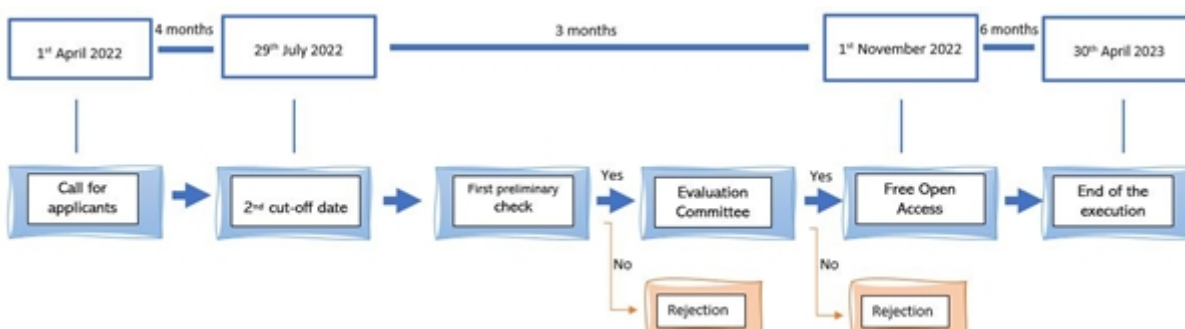 4 months
3 months
6 months
1st April 2022
29th July 2022
1st November 2022
30th April 2023
Call for
applicants
2nd cut-off date
First preliminary
check
Yes
Evaluation
Committee
Yes
Free Open
Access
End of the
execution
No
Rejection
No
Rejection